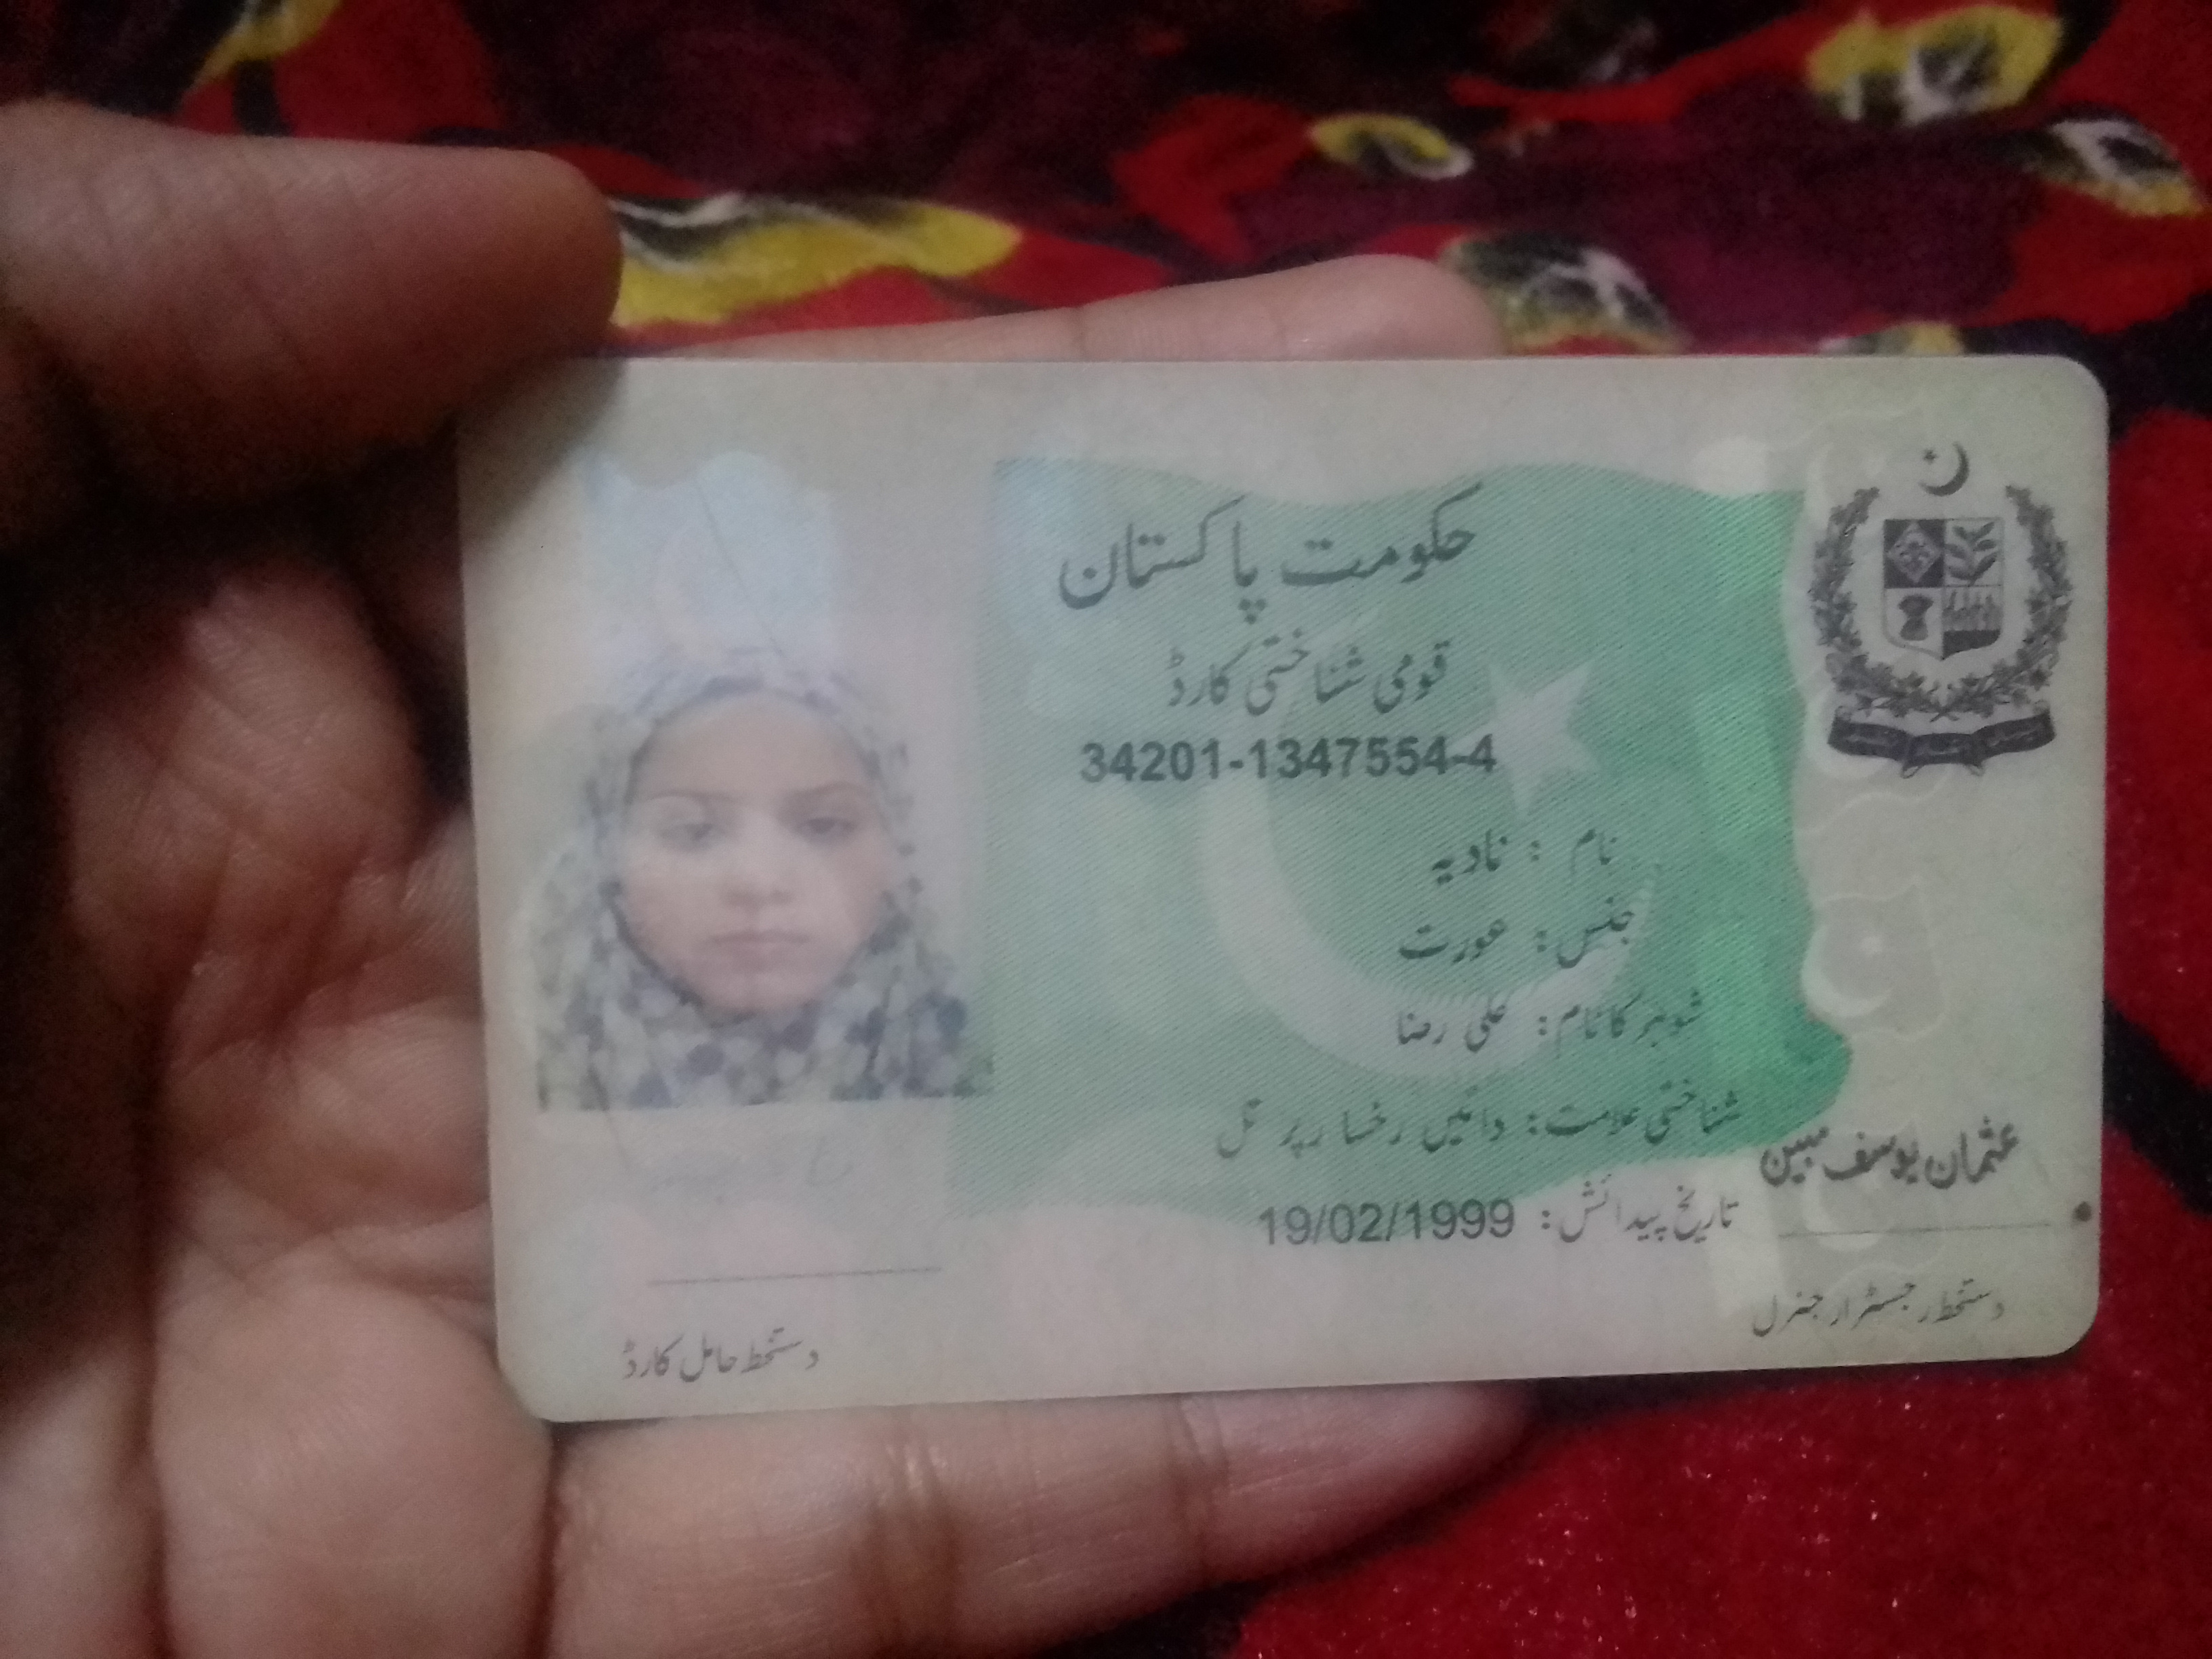 حکومت پاکستان
قومی شناختی کارڈ
34201-1347554-4
نام : نادیہ
جنس: عورت
شوہر کا نام: علی رضا
شناختی علامت: دائیں رخسار پر تل
تاریخ پیدائش: 19/02/1999
عثمان یوسف مبین
دستخط رجسٹرار جنرل
دستخط حامل کارڈ